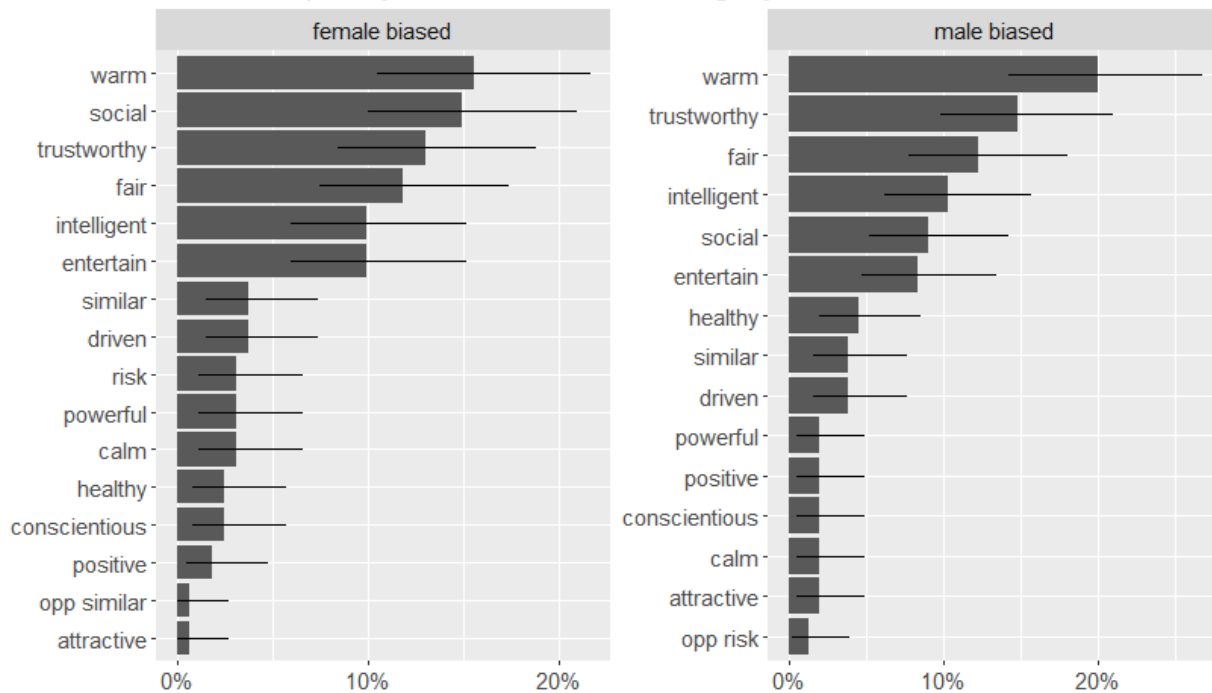 female biased
warm
social
trustworthy
fair
intelligent
entertain
similar
driven
risk
powerful
calm
healthy
conscientious
positive
opp similar
attractive
0%
10%
20%
male biased
warm
trustworthy
fair
intelligent
social
entertain
healthy
similar
driven
powerful
positive
conscientious
calm
attractive
opp risk
0%
10%
20%